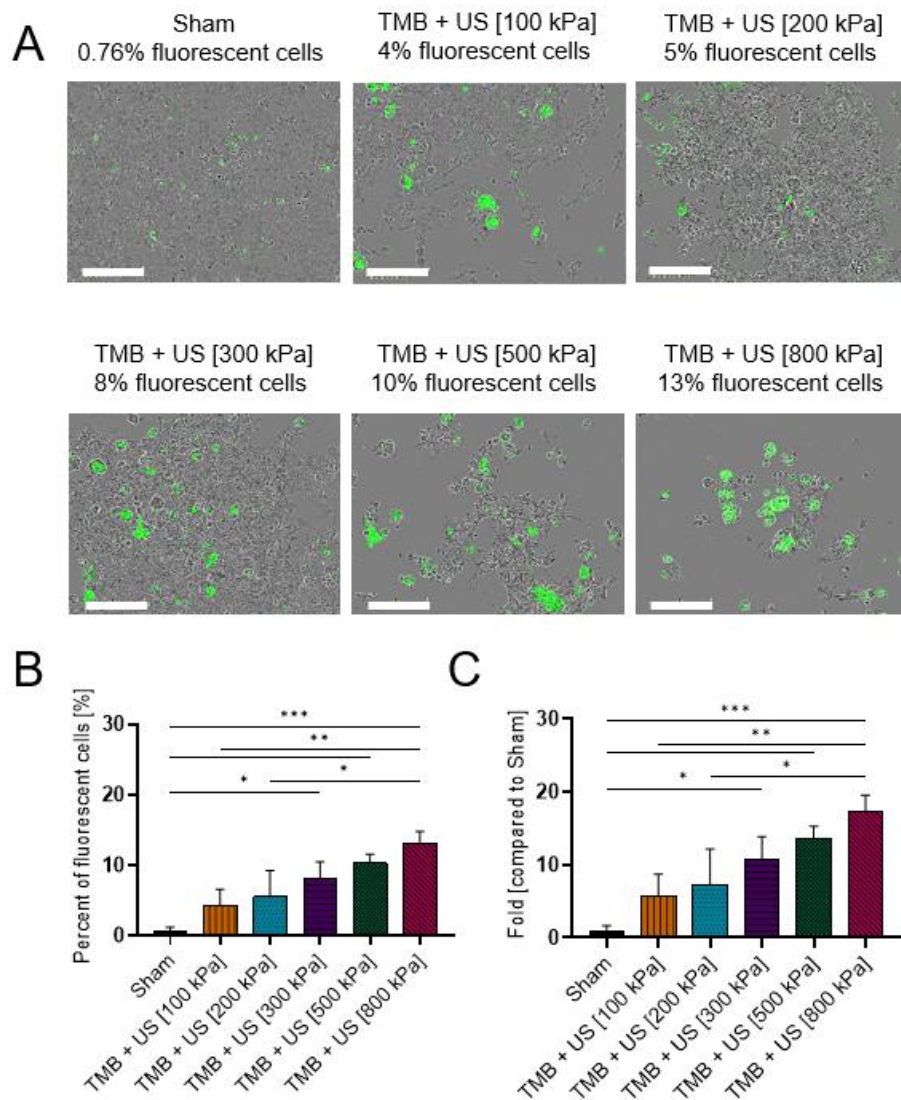 A
Sham
0.76% fluorescent cells
TMB + US [100 kPa]
4% fluorescent cells
TMB + US [200 kPa]
5% fluorescent cells
TMB + US [300 kPa]
8% fluorescent cells
TMB + US [500 kPa]
10% fluorescent cells
TMB + US [800 kPa]
13% fluorescent cells
B
Percent of fluorescent cells [%]
30
20
10
0
***
**
*
*
Sham
TMB + US [100 kPa]
TMB + US [200 kPa]
TMB + US [300 kPa]
TMB + US [500 kPa]
TMB + US [800 kPa]
C
Fold [compared to Sham]
30
20
10
0
***
**
*
*
Sham
TMB + US [100 kPa]
TMB + US [200 kPa]
TMB + US [300 kPa]
TMB + US [500 kPa]
TMB + US [800 kPa]